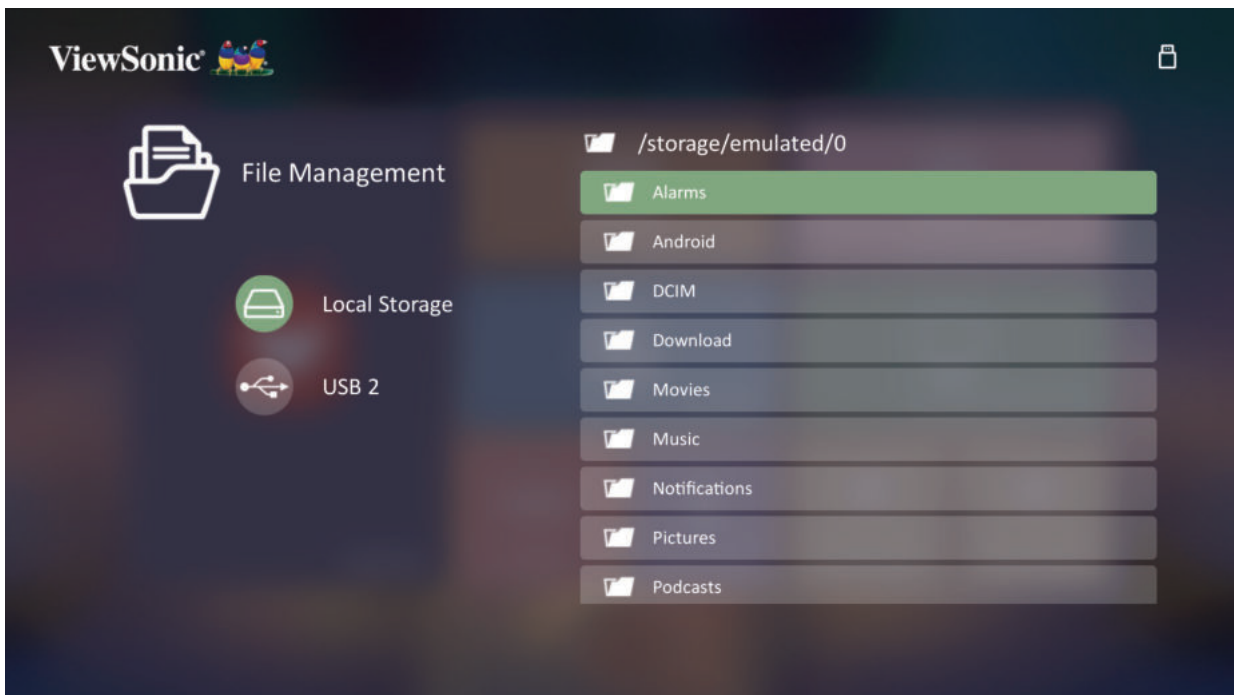 ViewSonic®
File Management
Local Storage
USB 2
/storage/emulated/0
Alarms
Android
DCIM
Download
Movies
Music
Notifications
Pictures
Podcasts